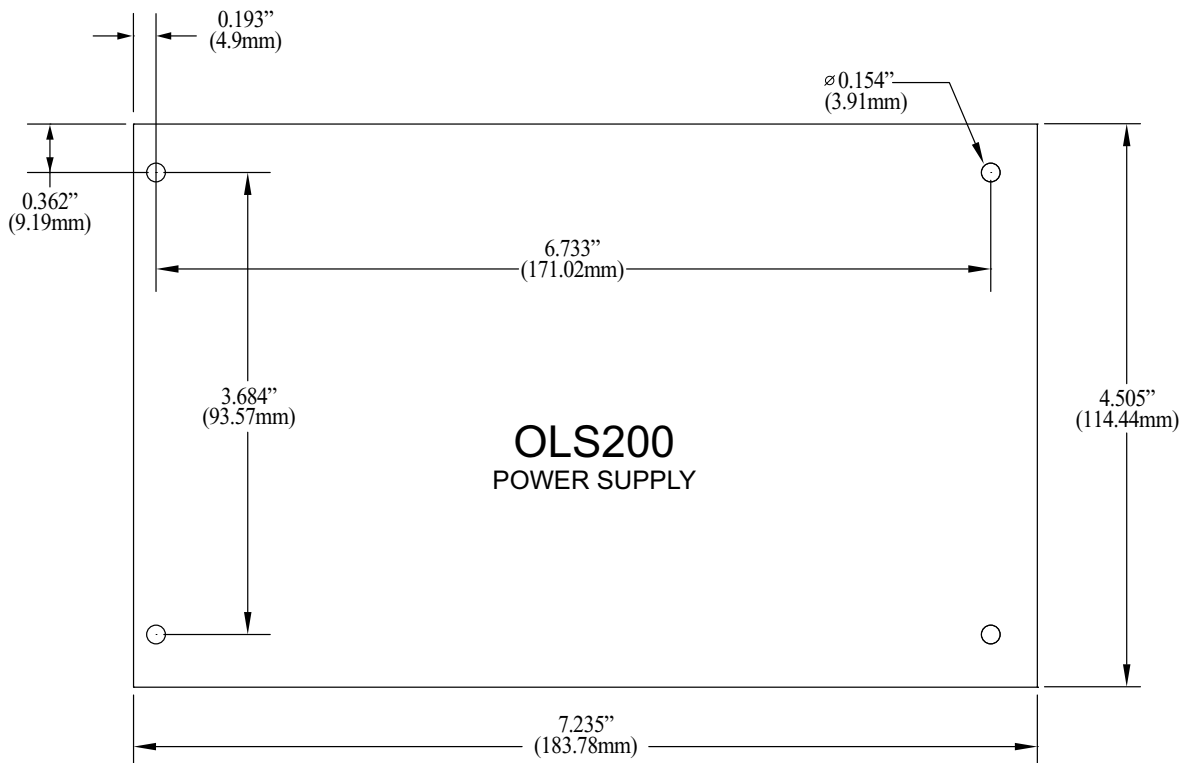 0.193”
(4.9mm)
⌀0.154”
(3.91mm)
0.362”
(9.19mm)
6.733”
(171.02mm)
3.684”
(93.57mm)
4.505”
(114.44mm)
OLS200
POWER SUPPLY
7.235”
(183.78mm)